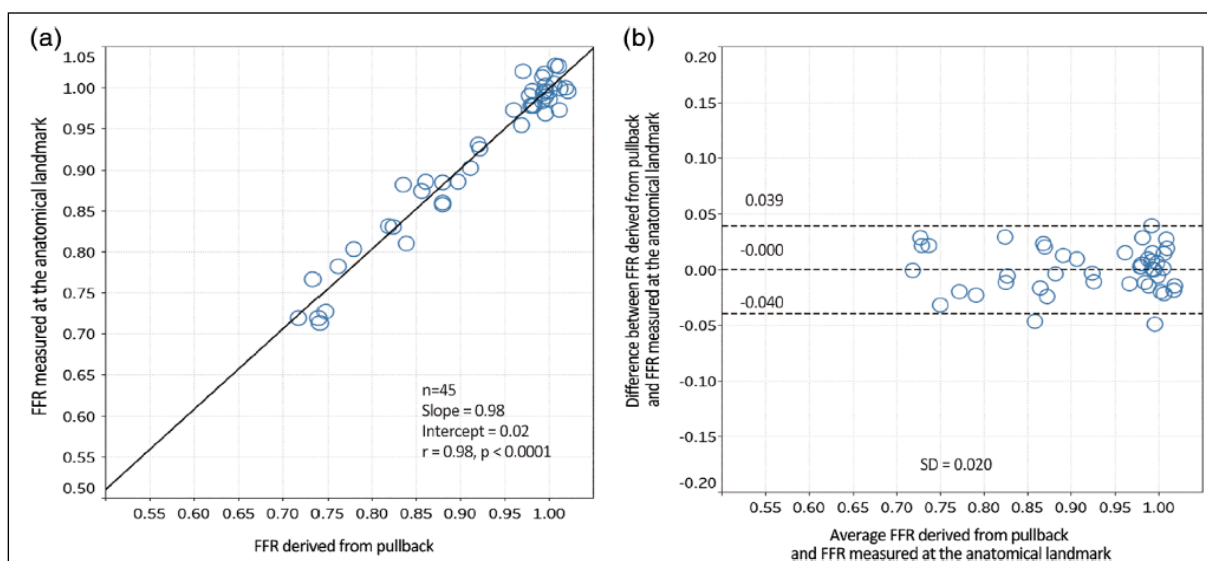 (a)
1.05
1.00
0.95
0.90
0.85
0.80
0.75
0.70
0.65
0.60
0.55
0.50
FFR measured at the anatomical landmark
n=45
Slope = 0.98
Intercept = 0.02
r = 0.98, p < 0.0001
0.55 0.60 0.65 0.70 0.75 0.80 0.85 0.90 0.95 1.00
FFR derived from pullback
(b)
0.20
0.15
0.10
0.05
0.00
-0.05
-0.10
-0.15
-0.20
Difference between FFR derived from pullback
and FFR measured at the anatomical landmark
0.039
-0.000
-0.040
SD = 0.020
0.55 0.60 0.65 0.70 0.75 0.80 0.85 0.90 0.95 1.00
Average FFR derived from pullback
and FFR measured at the anatomical landmark